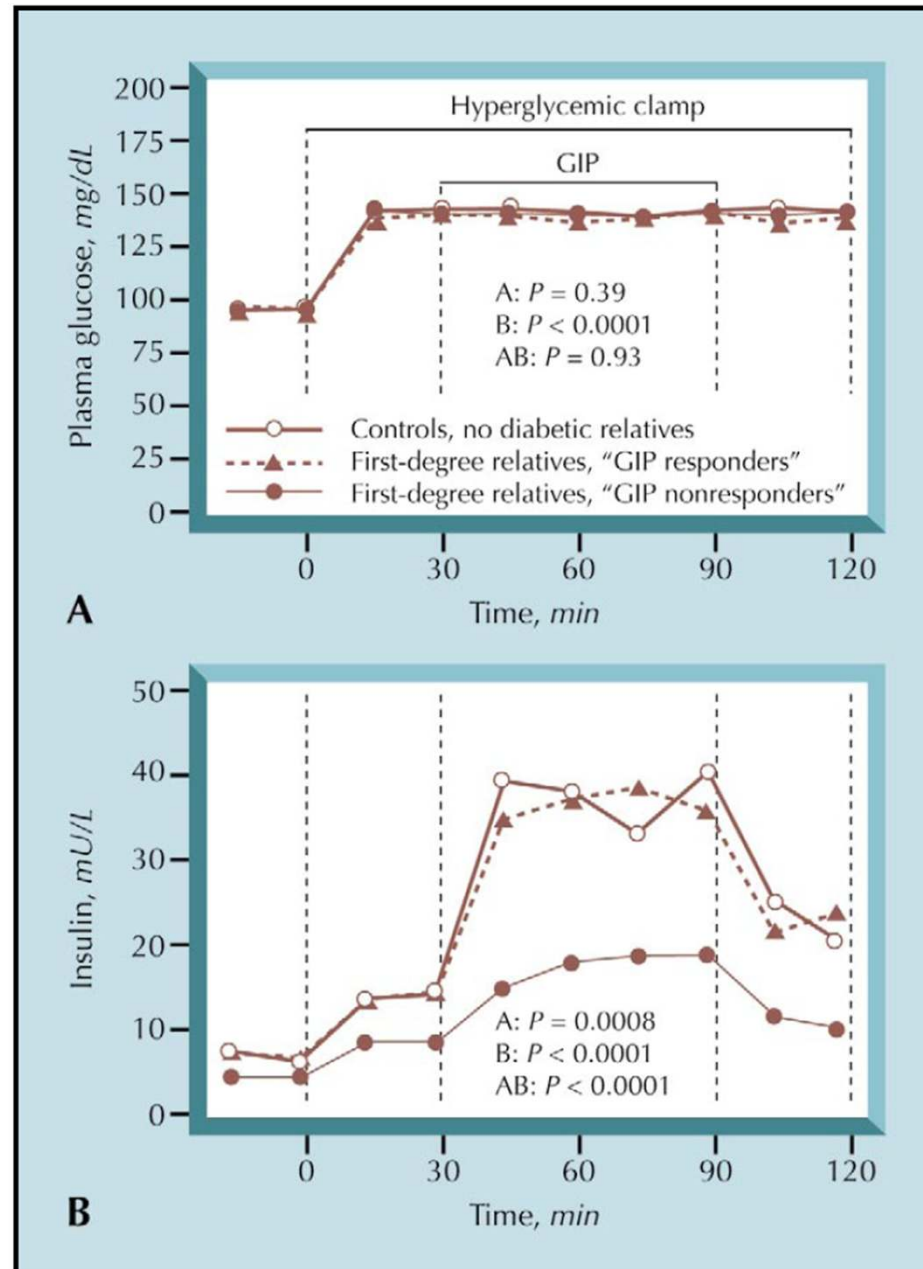 200
175
150
125
100
75
50
25
0
Plasma glucose, mg/dL
Hyperglycemic clamp
GIP
A: P = 0.39
B: P < 0.0001
AB: P = 0.93
Controls, no diabetic relatives
First-degree relatives, “GIP responders”
First-degree relatives, “GIP nonresponders”
0 30 60 90 120
Time, min
A
50
40
30
20
10
0
Insulin, mU/L
A: P = 0.0008
B: P < 0.0001
AB: P < 0.0001
0 30 60 90 120
Time, min
B